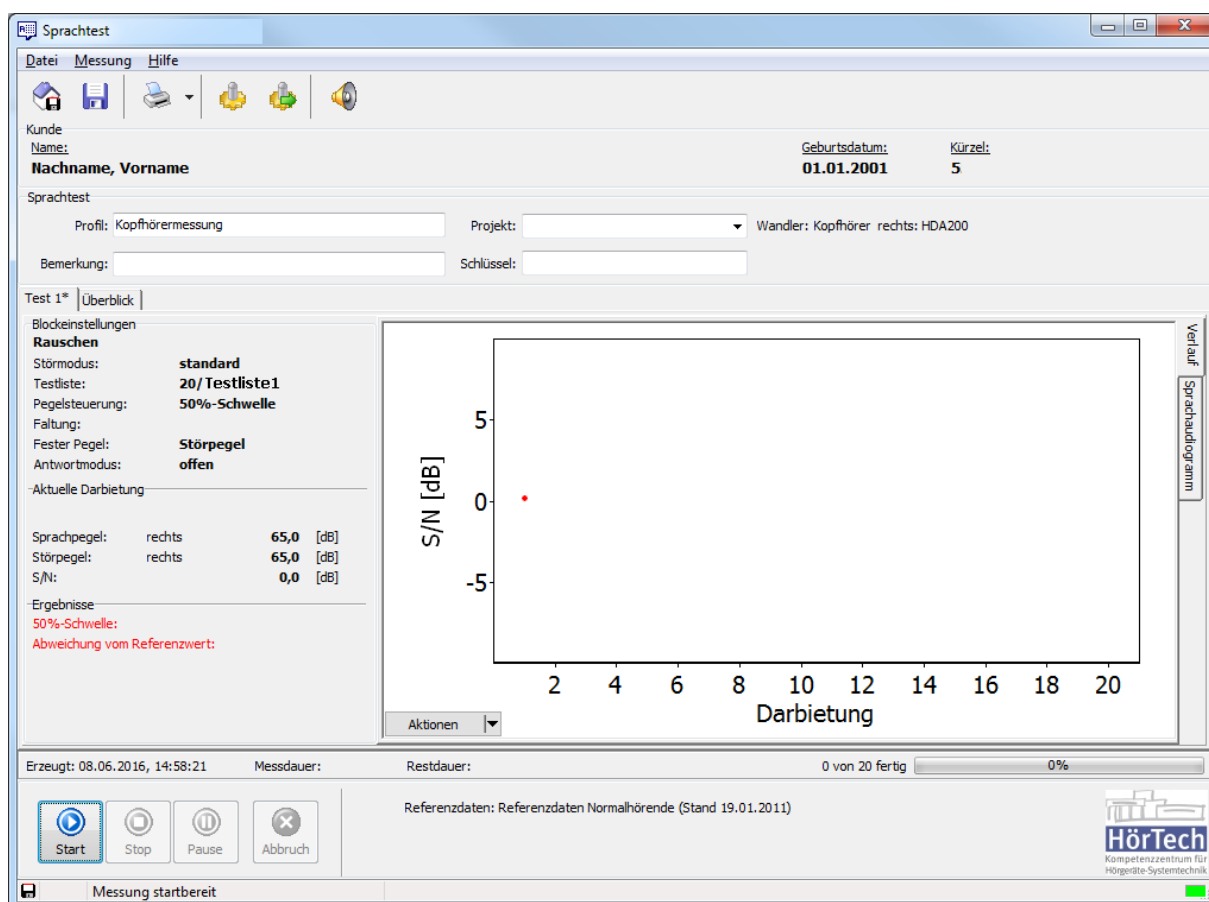 Sprachtest
Datei Messung Hilfe
Kunde
Name: Geburtsdatum: Kürzel:
Nachname, Vorname 01.01.2001 5
Sprachtest
Profil: Kopfhörermessung Projekt: Wandler: Kopfhörer rechts: HDA200
Bemerkung: Schlüssel:
Test 1* Überblick
Blockeinstellungen
Rauschen
Störmodus: standard
Testliste: 20/Testliste1
Pegelsteuerung: 50%-Schwelle
Faltung:
Fester Pegel: Störpegel
Antwortmodus: offen
Aktuelle Darbietung
Sprachpegel: rechts 65,0 [dB]
Störpegel: rechts 65,0 [dB]
S/N: 0,0 [dB]
Ergebnisse
50%-Schwelle:
Abweichung vom Referenzwert:
S/N [dB]
5
0
-5
2 4 6 8 10 12 14 16 18 20
Darbietung
Aktionen
Verlauf
Sprachaudiogramm
Erzeugt: 08.06.2016, 14:58:21 Messdauer: Restdauer: 0 von 20 fertig 0%
Referenzdaten: Referenzdaten Normalhörende (Stand 19.01.2011)
Start Stop Pause Abbruch
HörTech
Kompetenzzentrum für
Hörgeräte-Systemtechnik
Messung startbereit